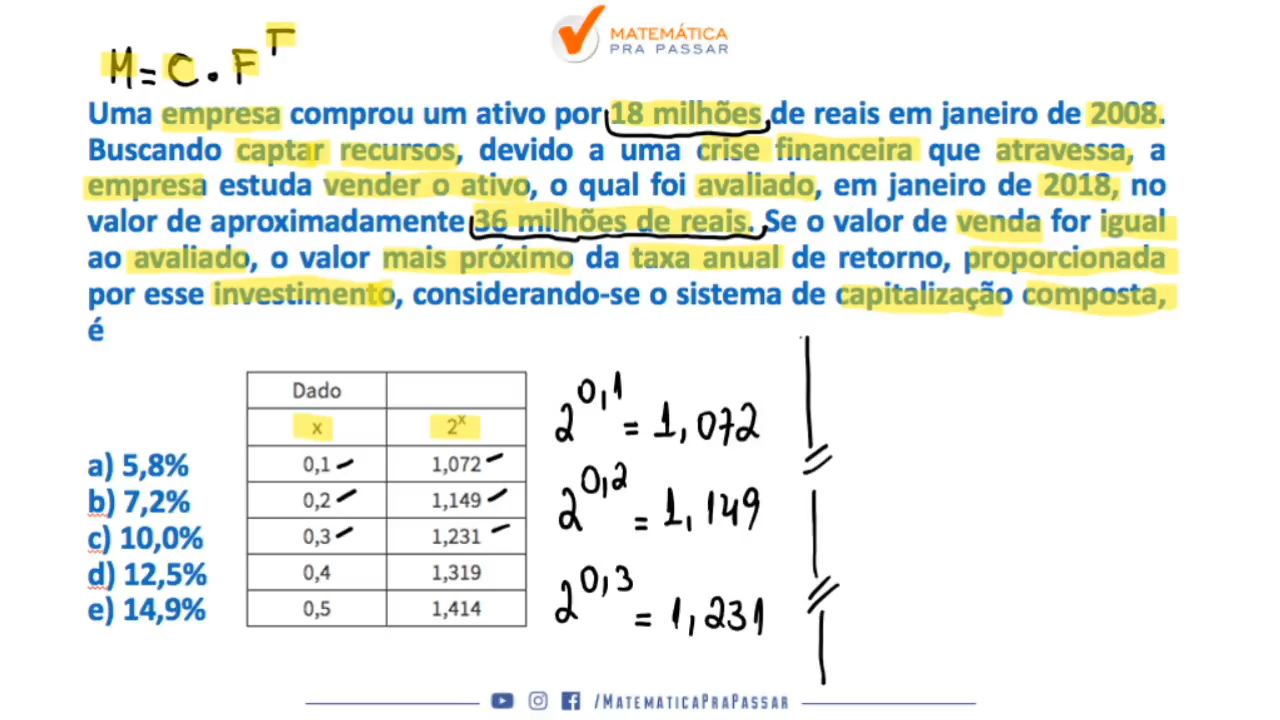 MATEMÁTICA
PRA PASSAR
M = C . F^T
Uma empresa comprou um ativo por 18 milhões de reais em janeiro de 2008.
Buscando captar recursos, devido a uma crise financeira que atravessa, a
empresa estuda vender o ativo, o qual foi avaliado, em janeiro de 2018, no
valor de aproximadamente 36 milhões de reais. Se o valor de venda for igual
ao avaliado, o valor mais próximo da taxa anual de retorno, proporcionada
por esse investimento, considerando-se o sistema de capitalização composta,
é
a) 5,8%
b) 7,2%
c) 10,0%
d) 12,5%
e) 14,9%
Dado
x 2^x
0,1 1,072
0,2 1,149
0,3 1,231
0,4 1,319
0,5 1,414
2^0,1 = 1,072
2^0,2 = 1,149
2^0,3 = 1,231
/MatematicaPraPassar